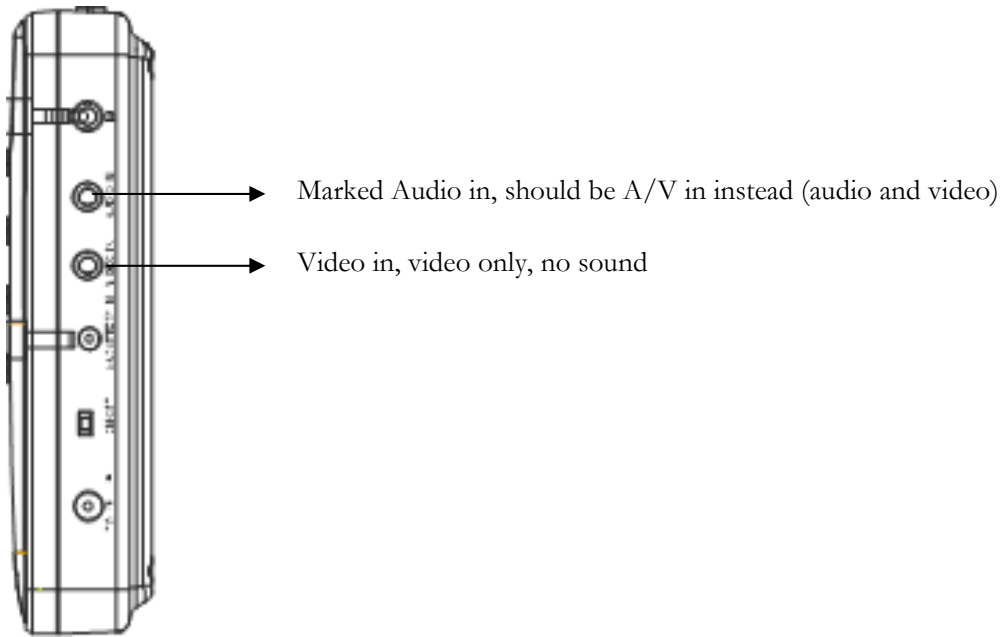 Marked Audio in, should be A/V in instead (audio and video)
Video in, video only, no sound